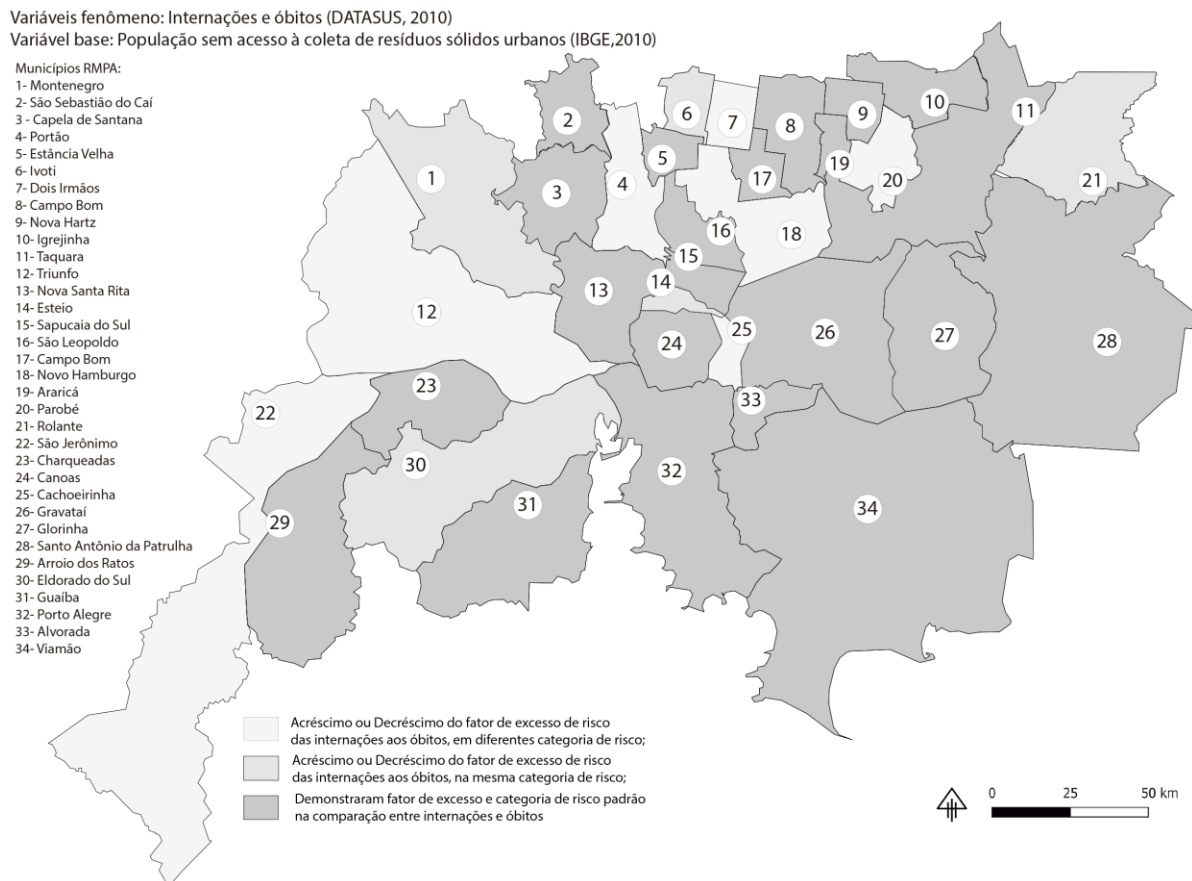 Variáveis fenômeno: Internações e óbitos (DATASUS, 2010)
Variável base: População sem acesso à coleta de resíduos sólidos urbanos (IBGE,2010)
Municípios RMPA:
1- Montenegro
2- São Sebastião do Caí
3 - Capela de Santana
4- Portão
5- Estância Velha
6- Ivoti
7- Dois Irmãos
8- Campo Bom
9- Nova Hartz
10- Igrejinha
11- Taquara
12- Triunfo
13- Nova Santa Rita
14- Esteio
15- Sapucaia do Sul
16- São Leopoldo
17- Campo Bom
18- Novo Hamburgo
19- Araricá
20- Parobé
21- Rolante
22- São Jerônimo
23- Charqueadas
24- Canoas
25- Cachoeirinha
26- Gravataí
27- Glorinha
28- Santo Antônio da Patrulha
29- Arroio dos Ratos
30- Eldorado do Sul
31- Guaíba
32- Porto Alegre
33- Alvorada
34- Viamão
1
2
3
4
5
6
7
8
9
10
11
12
13
14
15
16
17
18
19
20
21
22
23
24
25
26
27
28
29
30
31
32
33
34
Acréscimo ou Decréscimo do fator de excesso de risco
das internações aos óbitos, em diferentes categoria de risco;
Acréscimo ou Decréscimo do fator de excesso de risco
das internações aos óbitos, na mesma categoria de risco;
Demonstraram fator de excesso e categoria de risco padrão
na comparação entre internações e óbitos
0 25 50 km